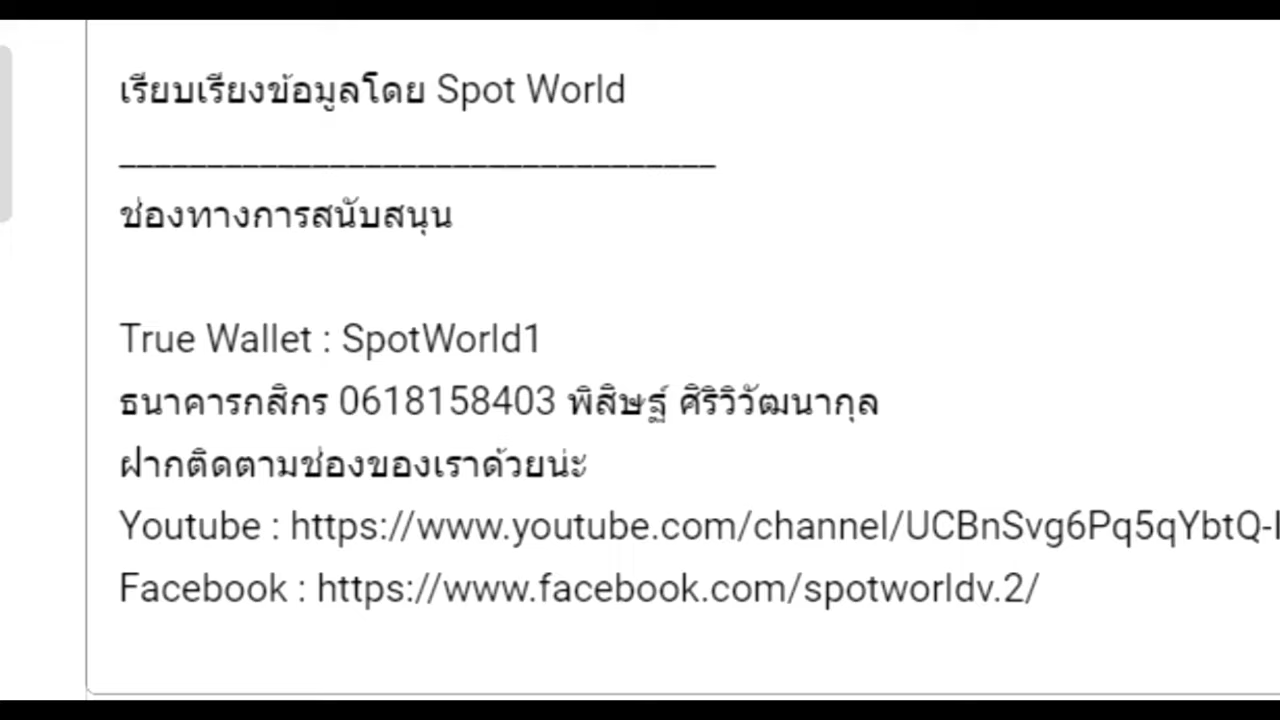 เรียบเรียงข้อมูลโดย Spot World
__________________________________
ช่องทางการสนับสนุน
True Wallet : SpotWorld1
ธนาคารกสิกร 0618158403 พิสิษฐ์ ศิริวิวัฒนากุล
ฝากติดตามช่องของเราด้วยน่ะ
Youtube : https://www.youtube.com/channel/UCBnSvg6Pq5qYbtQ-
Facebook : https://www.facebook.com/spotworldv.2/